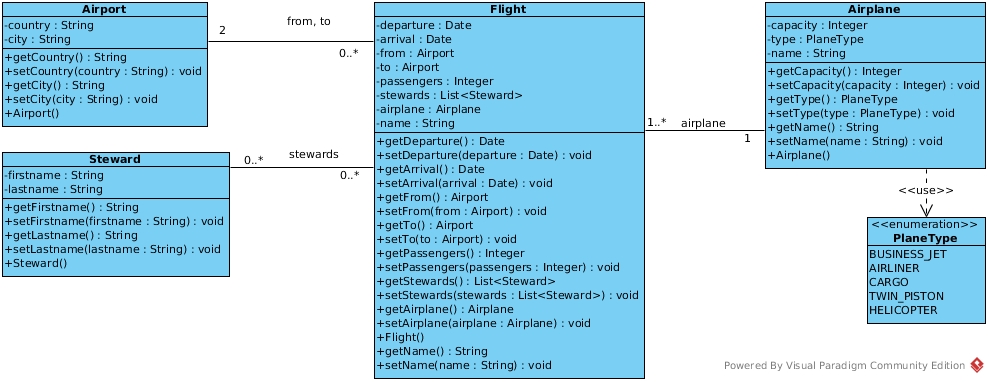 Airport
-country : String
-city : String
+getCountry() : String
+setCountry(country : String) : void
+getCity() : String
+setCity(city : String) : void
+Airport()
2
from, to
0..*
Steward
-firstname : String
-lastname : String
+getFirstname() : String
+setFirstname(firstname : String) : void
+getLastname() : String
+setLastname(lastname : String) : void
+Steward()
0..*
stewards
0..*
Flight
-departure : Date
-arrival : Date
-from : Airport
-to : Airport
-passengers : Integer
-stewards : List<Steward>
-airplane : Airplane
-name : String
+getDeparture() : Date
+setDeparture(departure : Date) : void
+getArrival() : Date
+setArrival(arrival : Date) : void
+getFrom() : Airport
+setFrom(from : Airport) : void
+getTo() : Airport
+setTo(to : Airport) : void
+getPassengers() : Integer
+setPassengers(passengers : Integer) : void
+getStewards() : List<Steward>
+setStewards(stewards : List<Steward>) : void
+getAirplane() : Airplane
+setAirplane(airplane : Airplane) : void
+Flight()
+getName() : String
+setName(name : String) : void
1..*
airplane
1
Airplane
-capacity : Integer
-type : PlaneType
-name : String
+getCapacity() : Integer
+setCapacity(capacity : Integer) : void
+getType() : PlaneType
+setType(type : PlaneType) : void
+getName() : String
+setName(name : String) : void
+Airplane()
<<use>>
<<enumeration>>
PlaneType
BUSINESS_JET
AIRLINER
CARGO
TWIN_PISTON
HELICOPTER
Powered By Visual Paradigm Community Edition